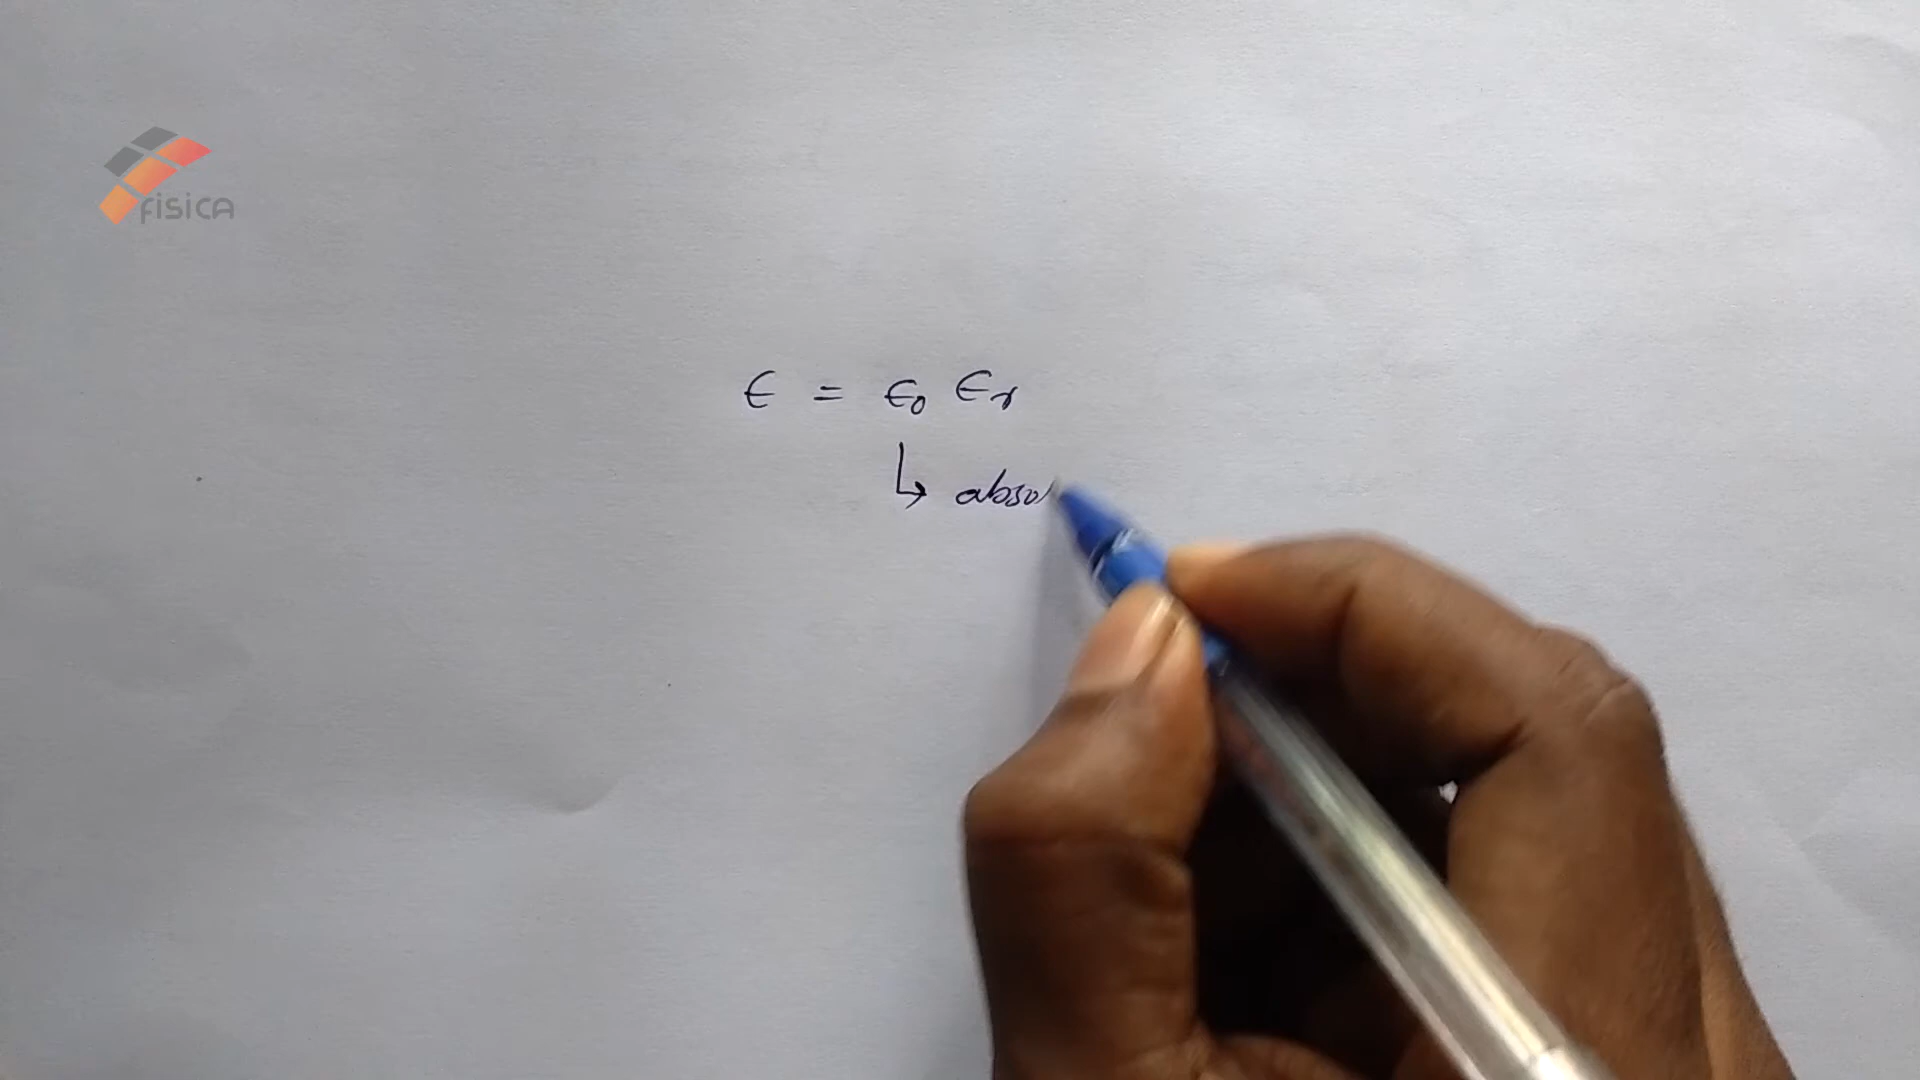 fisica
ϵ = ϵ₀ ϵᵣ
↳ abso